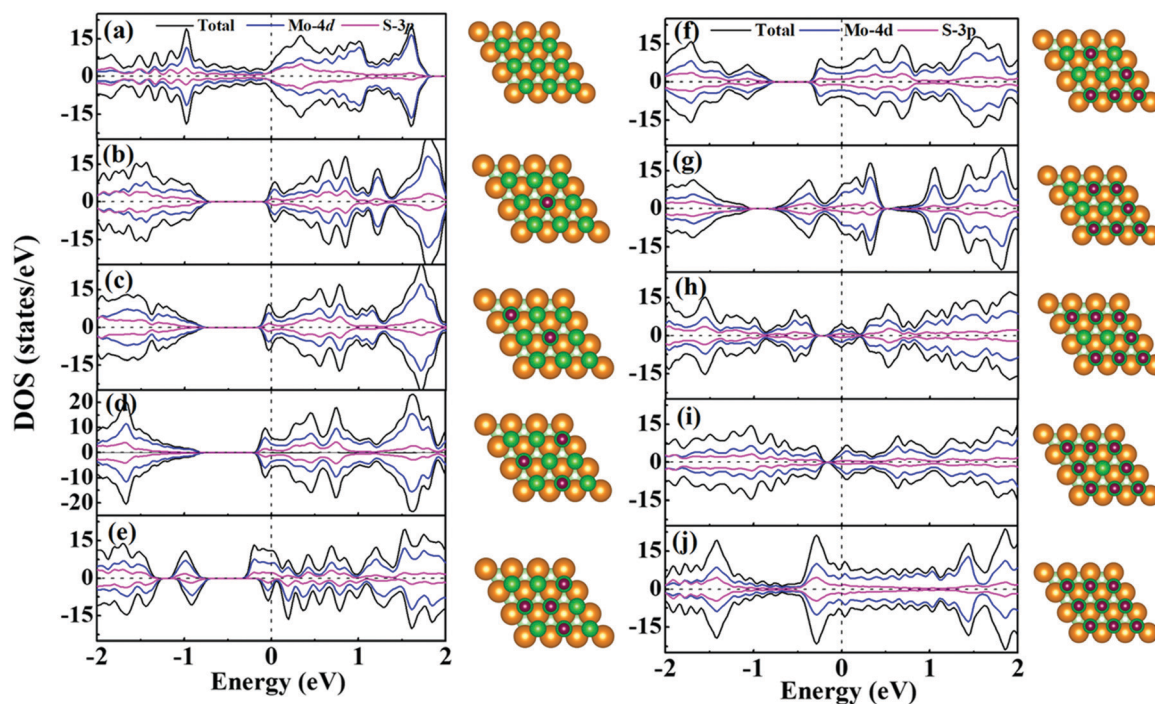 DOS (states/eV)
(a)
Total Mo-4d S-3p
15
0
-15
(b)
15
0
-15
(c)
15
0
-15
(d)
20
10
0
-10
-20
(e)
15
0
-15
-2 -1 0 1 2
Energy (eV)
(f)
Total Mo-4d S-3p
15
0
-15
(g)
15
0
-15
(h)
15
0
-15
(i)
15
0
-15
(j)
15
0
-15
-2 -1 0 1 2
Energy (eV)